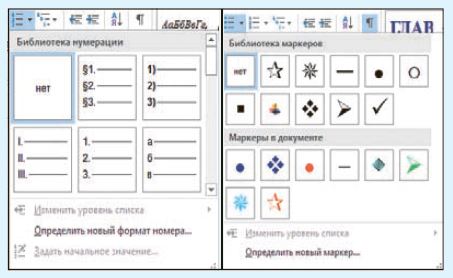 АаБбВвГг,
Библиотека нумерации
нет
§1.
§2.
§3.
1)
2)
3)
I.
II.
III.
1.
2.
3.
а
б
в
Изменить уровень списка
Определить новый формат номера...
Задать начальное значение...
ГЛАВ
Библиотека маркеров
нет
Маркеры в документе
Изменить уровень списка
Определить новый маркер...